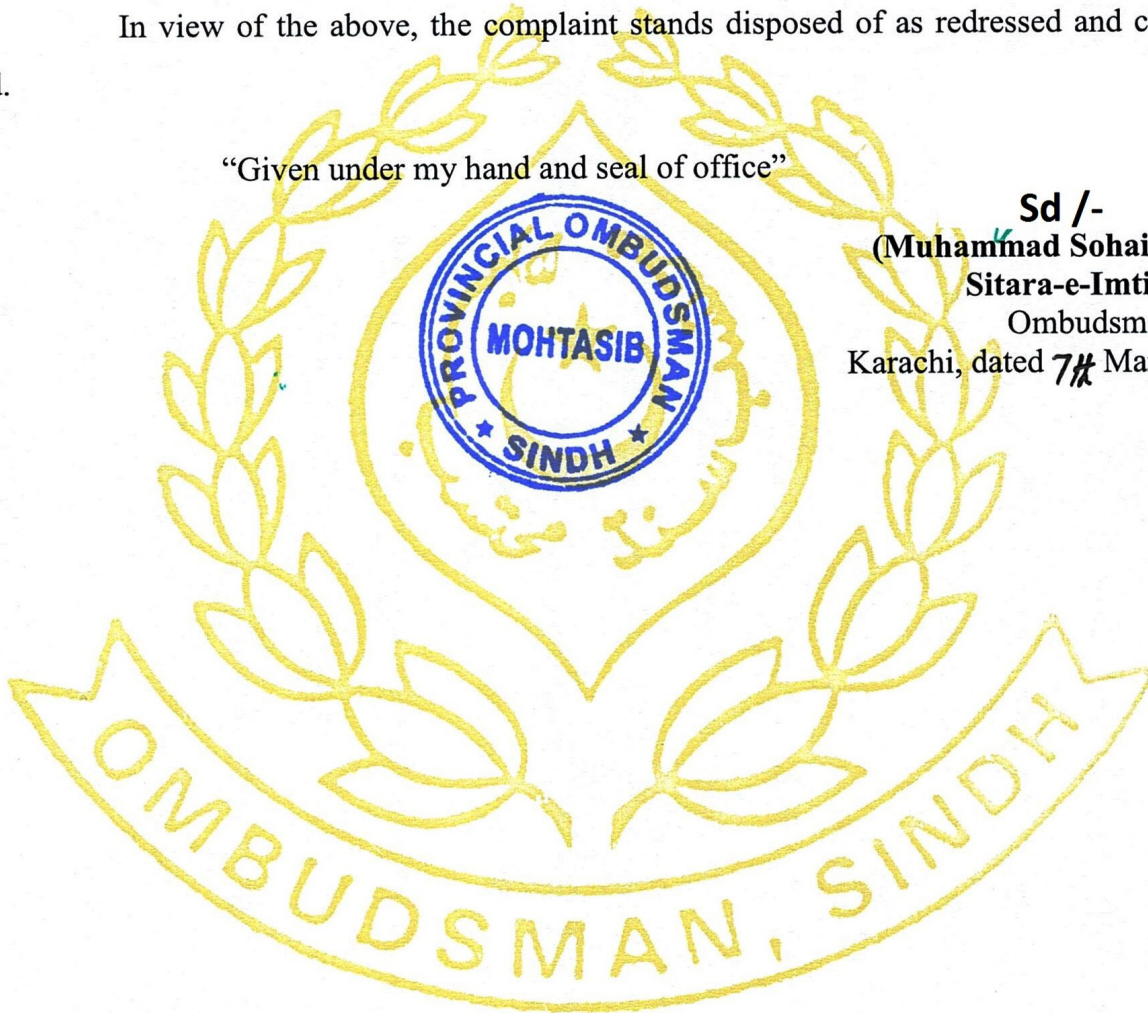 In view of the above, the complaint stands disposed of as redressed and c
d.
“Given under my hand and seal of office”
Sd /-
(Muhammad Sohai
Sitara-e-Imti
Ombudsma
Karachi, dated 7th Ma
PROVINCIAL OMBUDSMAN
MOHTASIB
★ SINDH ★
OMBUDSMAN, SINDH